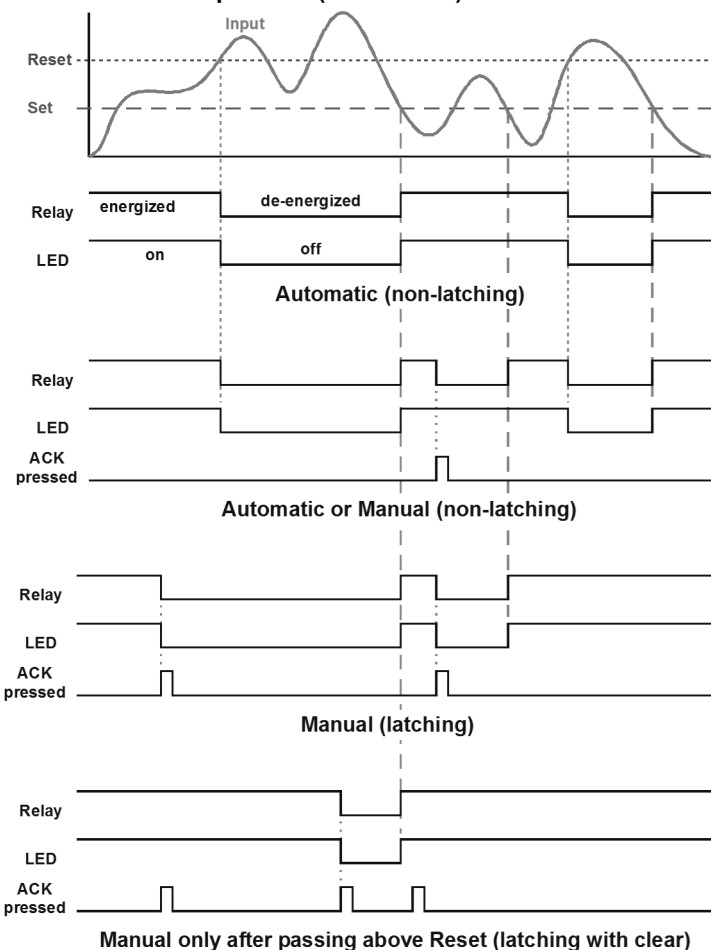 Input
Reset
Set
Relay energized de-energized
LED on off
Automatic (non-latching)
Relay
LED
ACK
pressed
Automatic or Manual (non-latching)
Relay
LED
ACK
pressed
Manual (latching)
Relay
LED
ACK
pressed
Manual only after passing above Reset (latching with clear)